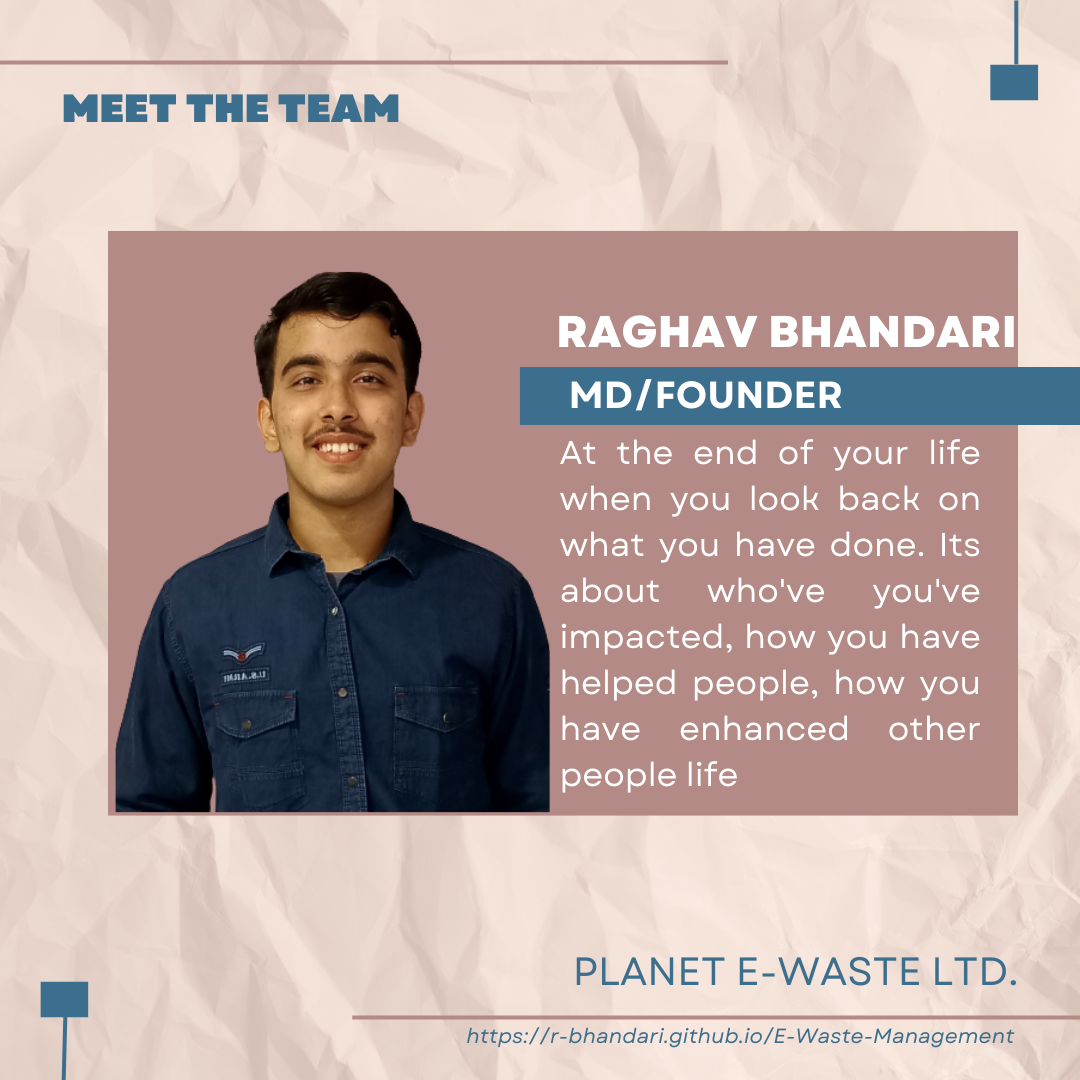 MEET THE TEAM
RAGHAV BHANDARI
MD/FOUNDER
At the end of your life
when you look back on
what you have done. Its
about who've you've
impacted, how you have
helped people, how you
have enhanced other
people life
PLANET E-WASTE LTD.
https://r-bhandari.github.io/E-Waste-Management